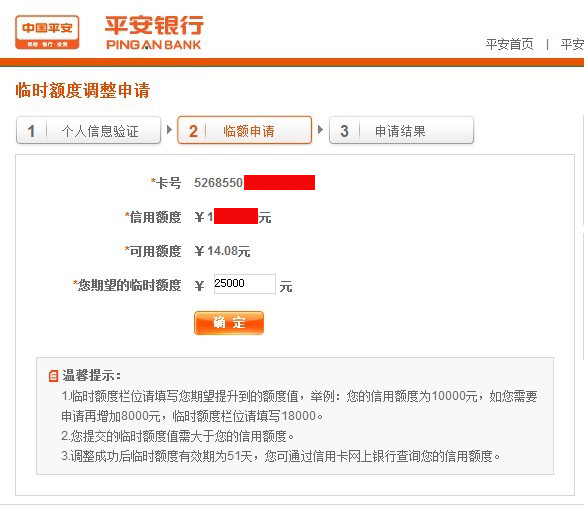 中国平安
保险·银行·投资
平安银行
PING AN BANK
平安首页 | 平安
临时额度调整申请
1 个人信息验证
2 临额申请
3 申请结果
*卡号 5268550
*信用额度 ¥ 1 元
*可用额度 ¥ 14.08元
*您期望的临时额度 ¥ 25000 元
确 定
温馨提示：
1.临时额度栏位请填写您期望提升到的额度值，举例：您的信用额度为10000元，如您需要
申请再增加8000元，临时额度栏位请填写18000。
2.您提交的临时额度值需大于您的信用额度。
3.调整成功后临时额度有效期为51天，您可通过信用卡网上银行查询您的信用额度。